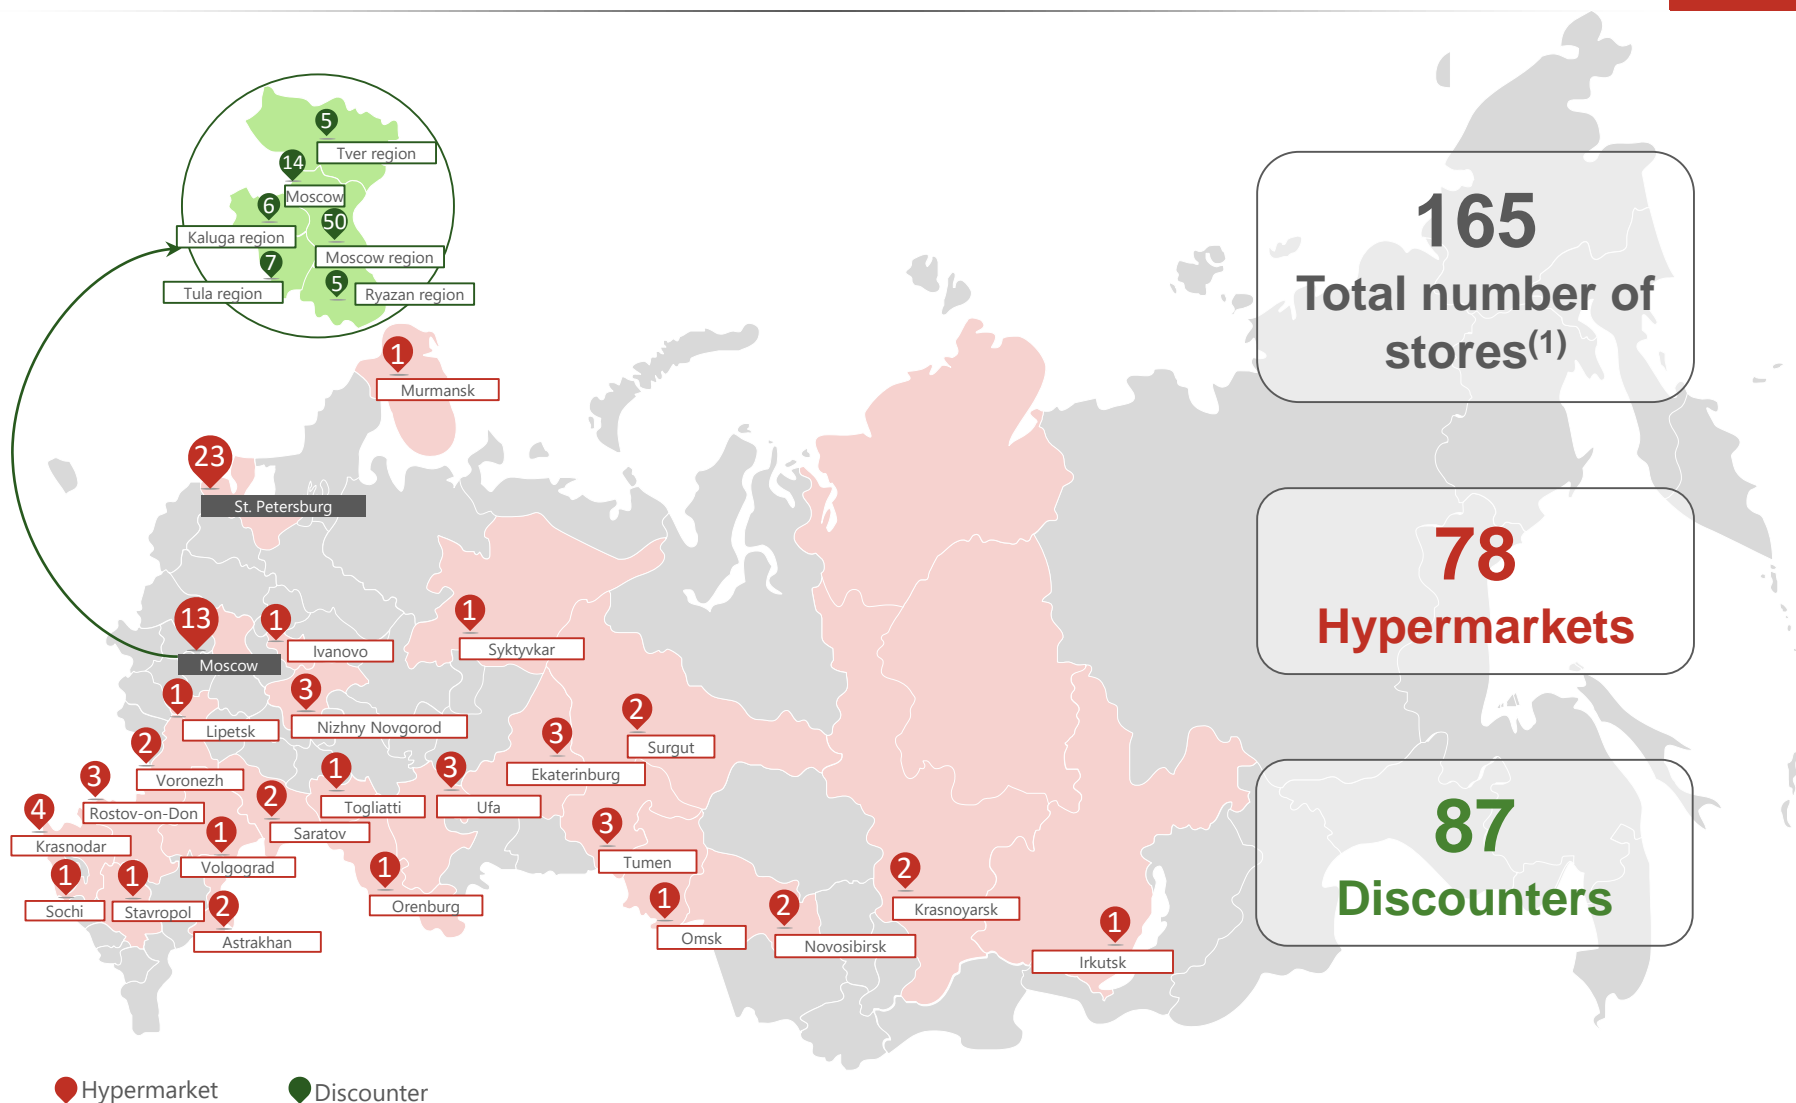 5
Tver region
14
Moscow
6
Kaluga region
50
Moscow region
7
Tula region
5
Ryazan region
1
Murmansk
23
St. Petersburg
13
Moscow
1
Ivanovo
1
Syktyvkar
1
Lipetsk
3
Nizhny Novgorod
2
Surgut
3
Ekaterinburg
2
Voronezh
3
Rostov-on-Don
1
Togliatti
3
Ufa
2
Saratov
4
Krasnodar
1
Volgograd
3
Tumen
1
Sochi
1
Stavropol
2
Astrakhan
1
Orenburg
1
Omsk
2
Novosibirsk
2
Krasnoyarsk
1
Irkutsk
165
Total number of
stores(1)
78
Hypermarkets
87
Discounters
Hypermarket
Discounter